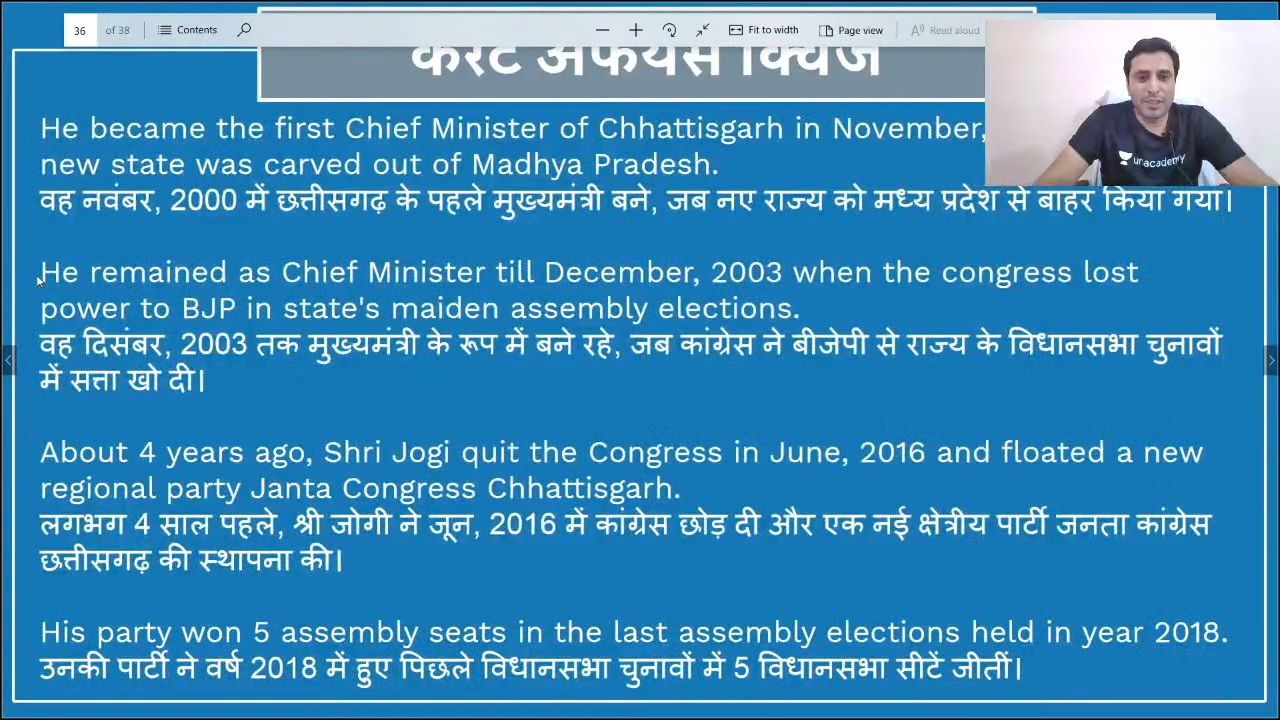 36 of 38 Contents Fit to width Page view Read aloud
करंट अफेयर्स क्विज
He became the first Chief Minister of Chhattisgarh in November,
unacademy
new state was carved out of Madhya Pradesh.
वह नवंबर, 2000 में छत्तीसगढ़ के पहले मुख्यमंत्री बने, जब नए राज्य को मध्य प्रदेश से बाहर किया गया।
He remained as Chief Minister till December, 2003 when the congress lost
power to BJP in state's maiden assembly elections.
वह दिसंबर, 2003 तक मुख्यमंत्री के रूप में बने रहे, जब कांग्रेस ने बीजेपी से राज्य के विधानसभा चुनावों
में सत्ता खो दी।
About 4 years ago, Shri Jogi quit the Congress in June, 2016 and floated a new
regional party Janta Congress Chhattisgarh.
लगभग 4 साल पहले, श्री जोगी ने जून, 2016 में कांग्रेस छोड़ दी और एक नई क्षेत्रीय पार्टी जनता कांग्रेस
छत्तीसगढ़ की स्थापना की।
His party won 5 assembly seats in the last assembly elections held in year 2018.
उनकी पार्टी ने वर्ष 2018 में हुए पिछले विधानसभा चुनावों में 5 विधानसभा सीटें जीतीं।